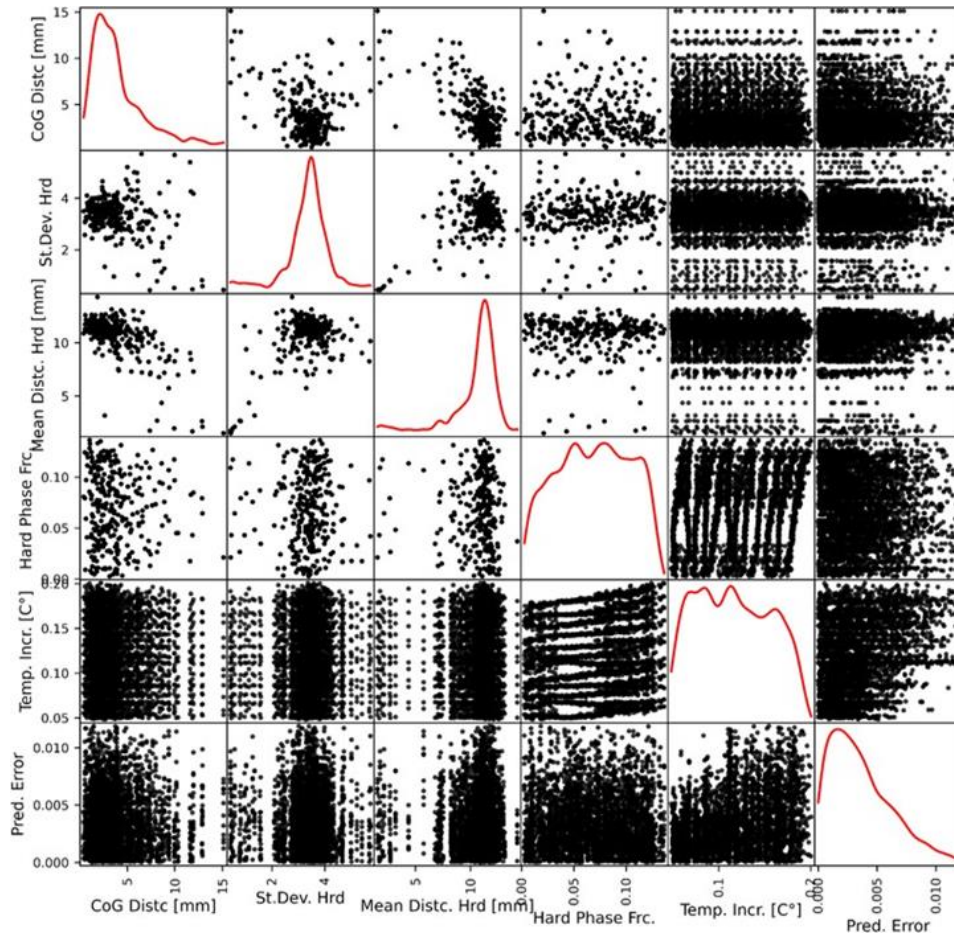 CoG Distc [mm]
15
10
5
St.Dev. Hrd
4
2
Mean Distc. Hrd [mm]
10
5
Hard Phase Frc.
0.10
0.05
0.00
Temp. Incr. [C°]
0.20
0.15
0.10
0.05
Pred. Error
0.010
0.005
0.000
5 10 15 2 4 5 10 0.00 0.05 0.10 0.1 0.2 0.000 0.005 0.010
CoG Distc [mm] St.Dev. Hrd Mean Distc. Hrd [mm] Hard Phase Frc. Temp. Incr. [C°] Pred. Error